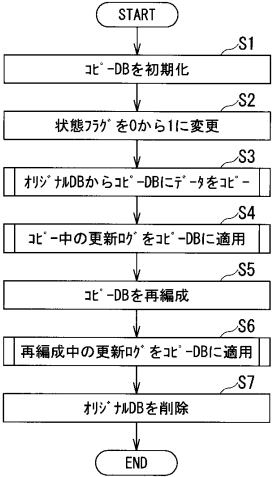 START
S1
ｺﾋﾟｰDBを初期化
S2
状態ﾌﾗｸﾞを0から1に変更
S3
ｵﾘｼﾞﾅﾙDBからｺﾋﾟｰDBにﾃﾞｰﾀをｺﾋﾟｰ
S4
ｺﾋﾟｰ中の更新ﾛｸﾞをｺﾋﾟｰDBに適用
S5
ｺﾋﾟｰDBを再編成
S6
再編成中の更新ﾛｸﾞをｺﾋﾟｰDBに適用
S7
ｵﾘｼﾞﾅﾙDBを削除
END